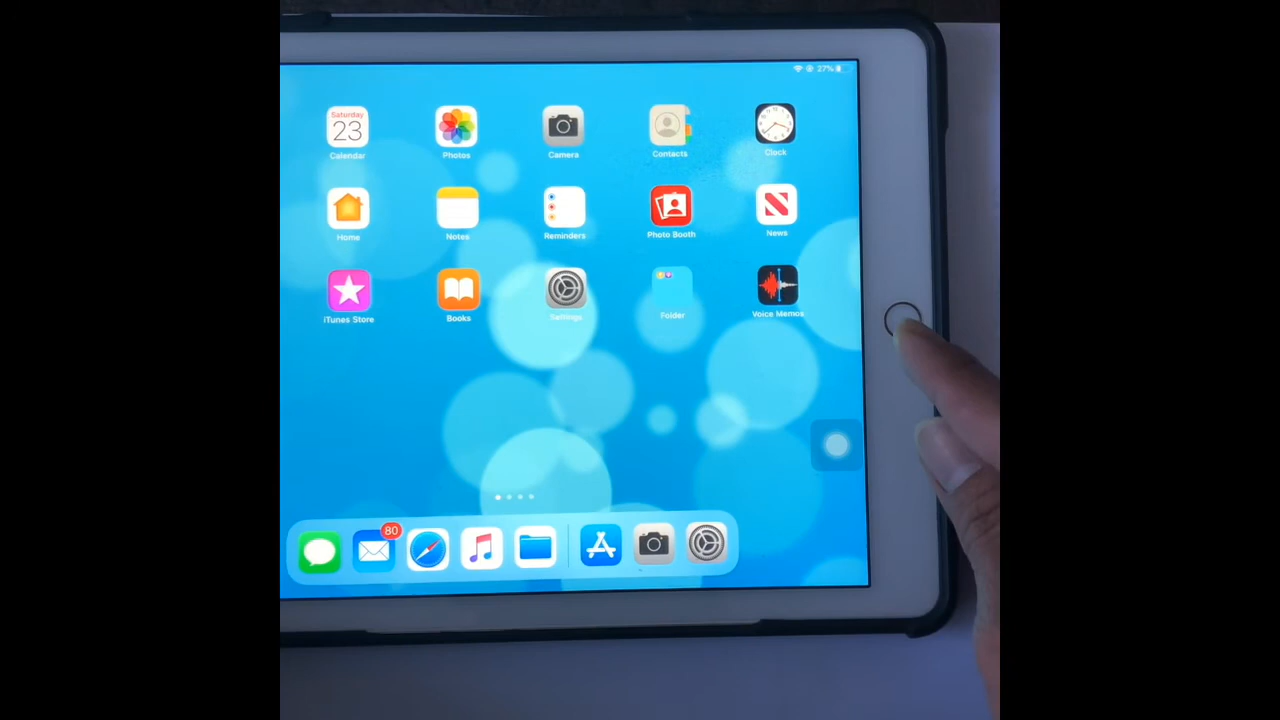 27%
Saturday
23
Calendar
Photos
Camera
Contacts
Clock
Home
Notes
Reminders
Photo Booth
News
iTunes Store
Books
Settings
Folder
Voice Memos
80